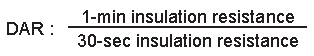 DAR : 1-min insulation resistance
30-sec insulation resistance